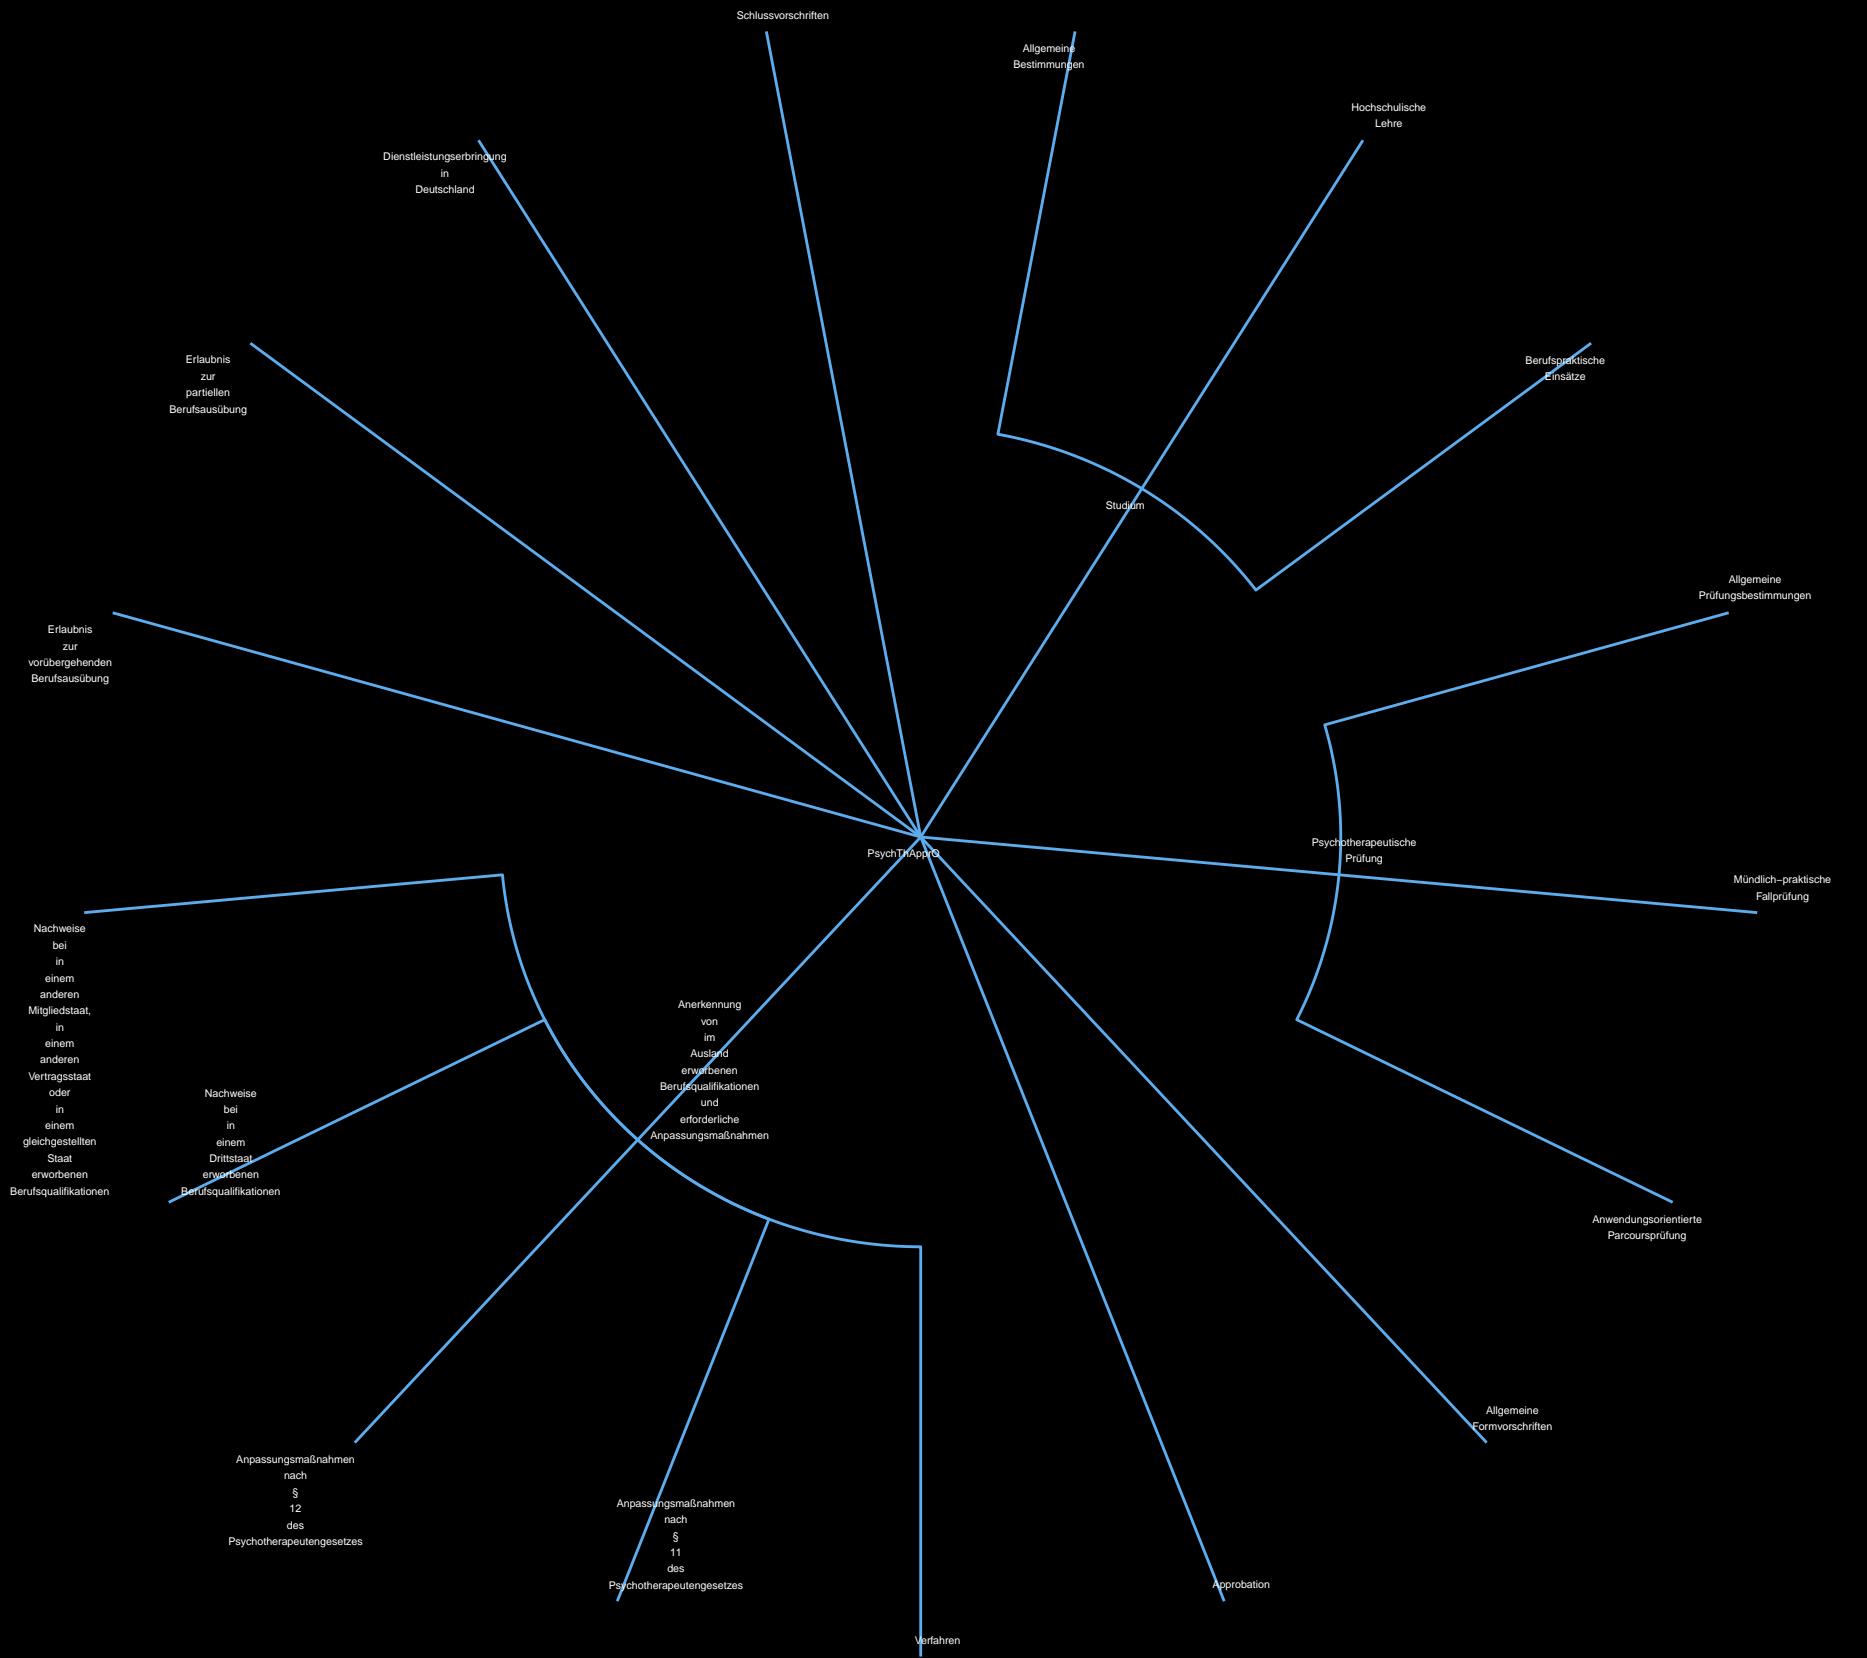 Schlussvorschriften
Allgemeine
Bestimmungen
Hochschulische
Lehre
Dienstleistungserbringung
in
Deutschland
Erlaubnis
zur
partiellen
Berufsausübung
Berufspraktische
Einsätze
Studium
Allgemeine
Prüfungsbestimmungen
Erlaubnis
zur
vorübergehenden
Berufsausübung
PsychThApprO
Psychotherapeutische
Prüfung
Mündlich–praktische
Fallprüfung
Nachweise
bei
in
einem
anderen
Mitgliedstaat,
in
einem
anderen
Vertragsstaat
oder
in
einem
gleichgestellten
Staat
erworbenen
Berufsqualifikationen
Nachweise
bei
in
einem
Drittstaat
erworbenen
Berufsqualifikationen
Anerkennung
von
im
Ausland
erworbenen
Berufsqualifikationen
und
erforderliche
Anpassungsmaßnahmen
Anwendungsorientierte
Parcoursprüfung
Allgemeine
Formvorschriften
Anpassungsmaßnahmen
nach
§
12
des
Psychotherapeutengesetzes
Anpassungsmaßnahmen
nach
§
11
des
Psychotherapeutengesetzes
Approbation
Verfahren